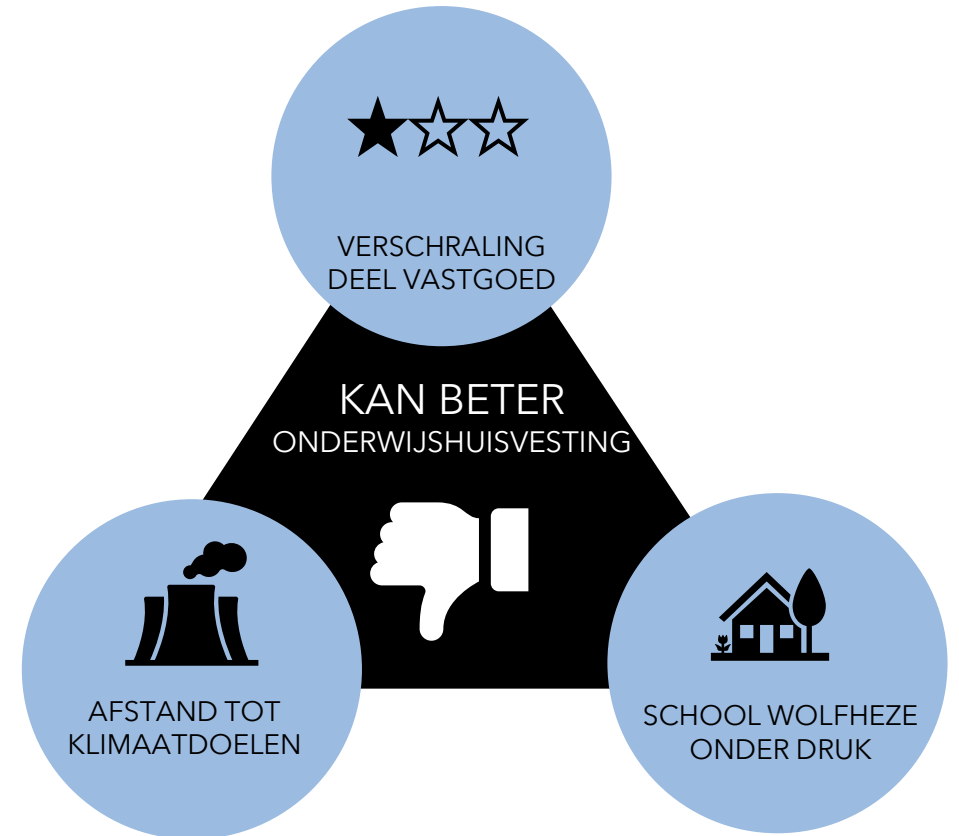 VERSCHRALING
DEEL VASTGOED
KAN BETER
ONDERWIJSHUISVESTING
AFSTAND TOT
KLIMAATDOELEN
SCHOOL WOLFHEZE
ONDER DRUK